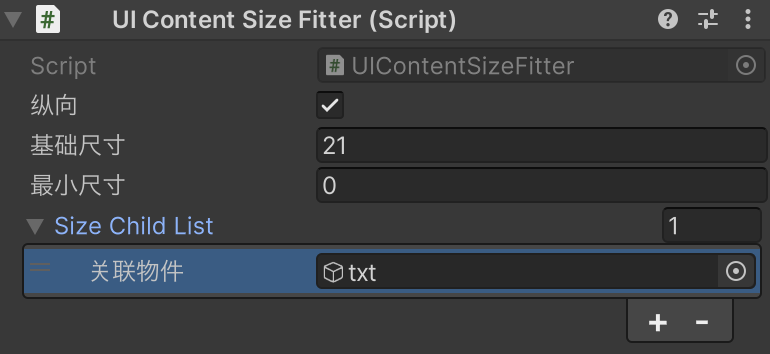 UI Content Size Fitter (Script)
Script
UIContentSizeFitter
纵向
基础尺寸
21
最小尺寸
0
Size Child List
1
关联物件
txt
+ -